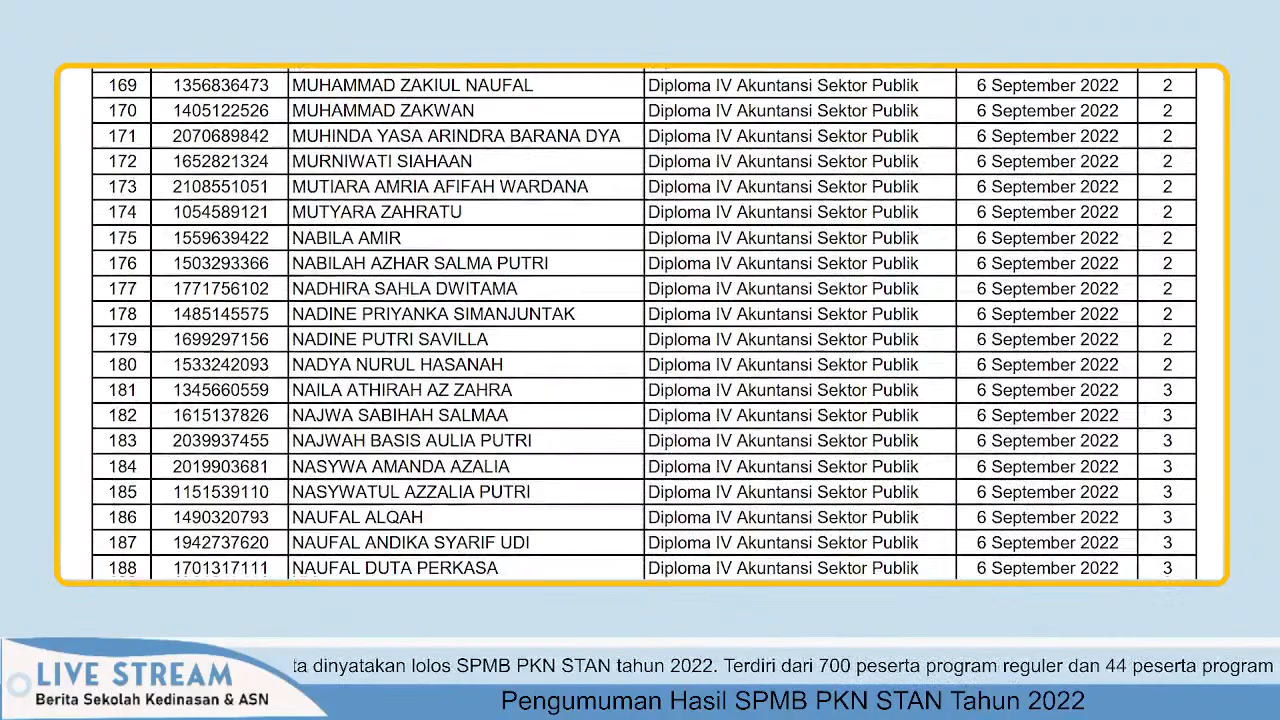 169 1356836473 MUHAMMAD ZAKIUL NAUFAL Diploma IV Akuntansi Sektor Publik 6 September 2022 2
170 1405122526 MUHAMMAD ZAKWAN Diploma IV Akuntansi Sektor Publik 6 September 2022 2
171 2070689842 MUHINDA YASA ARINDRA BARANA DYA Diploma IV Akuntansi Sektor Publik 6 September 2022 2
172 1652821324 MURNIWATI SIAHAAN Diploma IV Akuntansi Sektor Publik 6 September 2022 2
173 2108551051 MUTIARA AMRIA AFIFAH WARDANA Diploma IV Akuntansi Sektor Publik 6 September 2022 2
174 1054589121 MUTYARA ZAHRATU Diploma IV Akuntansi Sektor Publik 6 September 2022 2
175 1559639422 NABILA AMIR Diploma IV Akuntansi Sektor Publik 6 September 2022 2
176 1503293366 NABILAH AZHAR SALMA PUTRI Diploma IV Akuntansi Sektor Publik 6 September 2022 2
177 1771756102 NADHIRA SAHLA DWITAMA Diploma IV Akuntansi Sektor Publik 6 September 2022 2
178 1485145575 NADINE PRIYANKA SIMANJUNTAK Diploma IV Akuntansi Sektor Publik 6 September 2022 2
179 1699297156 NADINE PUTRI SAVILLA Diploma IV Akuntansi Sektor Publik 6 September 2022 2
180 1533242093 NADYA NURUL HASANAH Diploma IV Akuntansi Sektor Publik 6 September 2022 2
181 1345660559 NAILA ATHIRAH AZ ZAHRA Diploma IV Akuntansi Sektor Publik 6 September 2022 3
182 1615137826 NAJWA SABIHAH SALMAA Diploma IV Akuntansi Sektor Publik 6 September 2022 3
183 2039937455 NAJWAH BASIS AULIA PUTRI Diploma IV Akuntansi Sektor Publik 6 September 2022 3
184 2019903681 NASYWA AMANDA AZALIA Diploma IV Akuntansi Sektor Publik 6 September 2022 3
185 1151539110 NASYWATUL AZZALIA PUTRI Diploma IV Akuntansi Sektor Publik 6 September 2022 3
186 1490320793 NAUFAL ALQAH Diploma IV Akuntansi Sektor Publik 6 September 2022 3
187 1942737620 NAUFAL ANDIKA SYARIF UDI Diploma IV Akuntansi Sektor Publik 6 September 2022 3
188 1701317111 NAUFAL DUTA PERKASA Diploma IV Akuntansi Sektor Publik 6 September 2022 3
LIVE STREAM
Berita Sekolah Kedinasan & ASN
ta dinyatakan lolos SPMB PKN STAN tahun 2022. Terdiri dari 700 peserta program reguler dan 44 peserta program
Pengumuman Hasil SPMB PKN STAN Tahun 2022